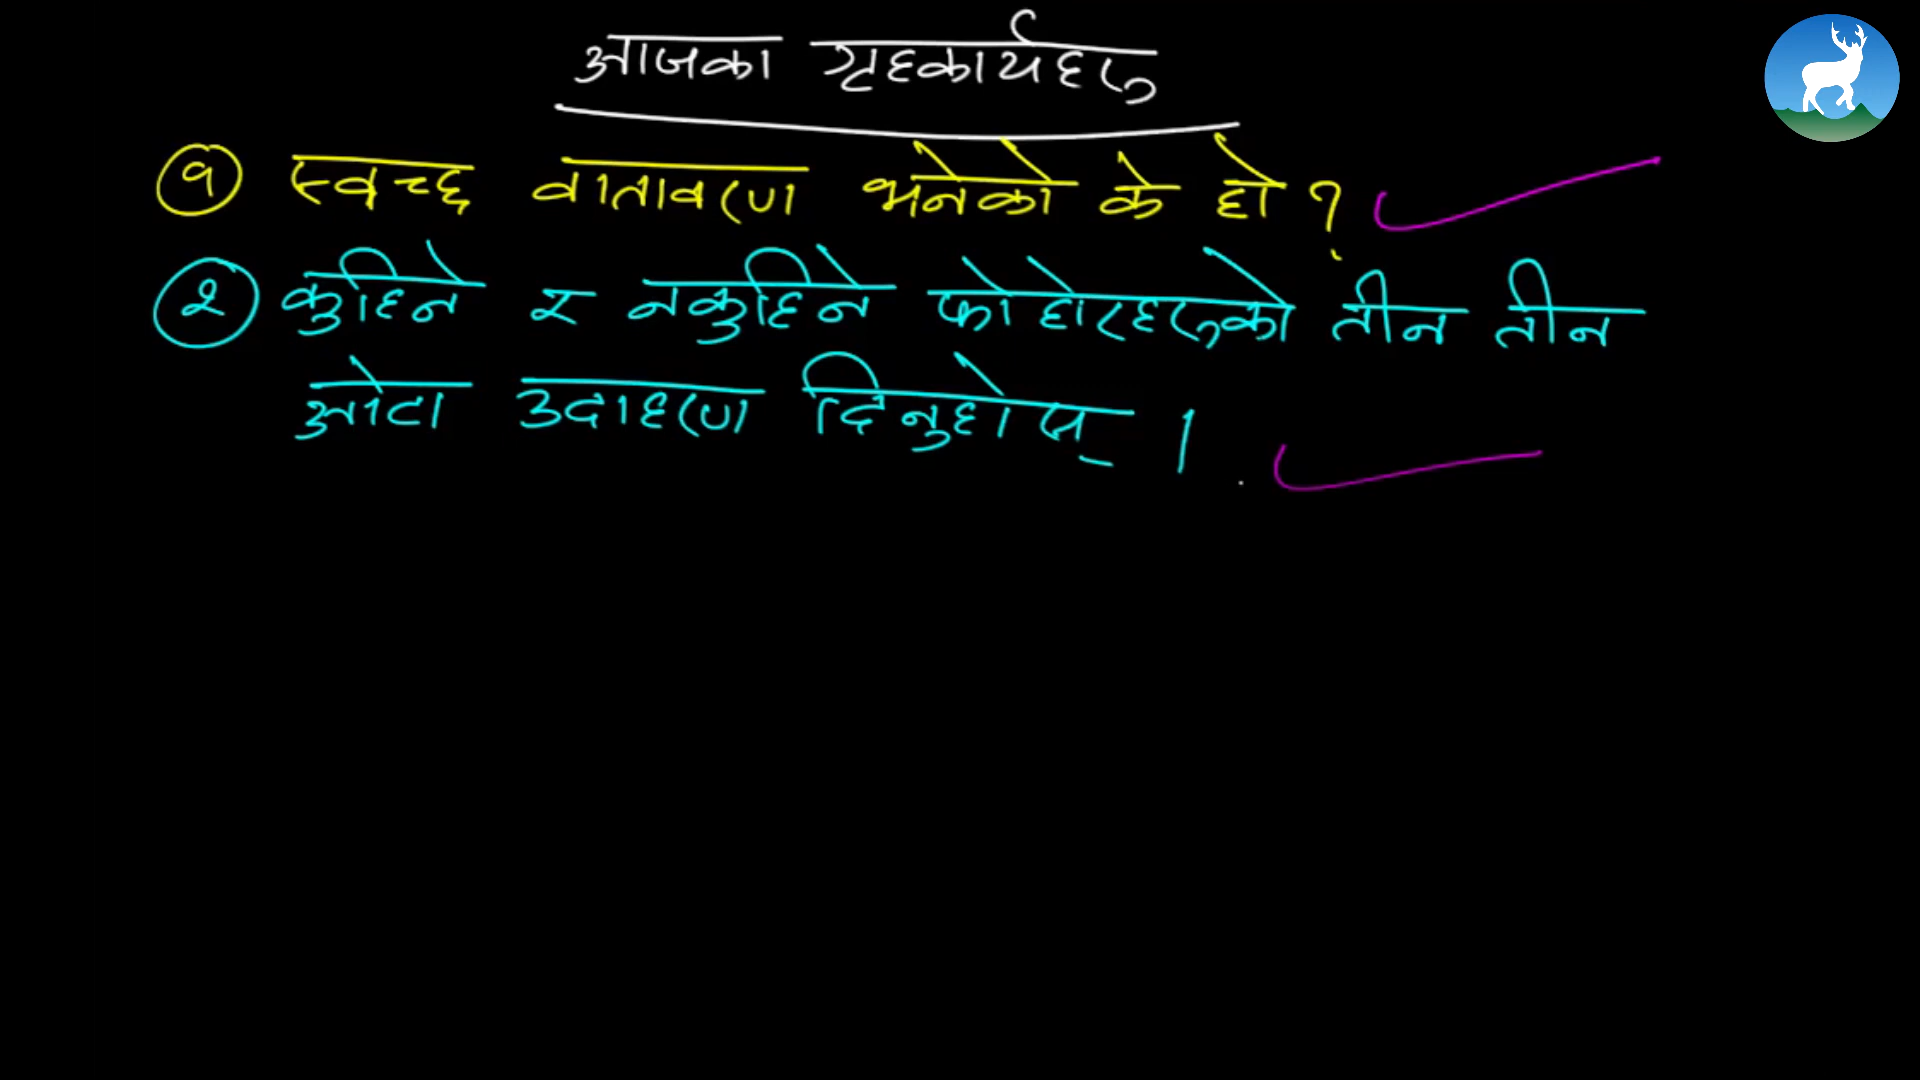 आजका गृहकार्यहरू
१ स्वच्छ वातावरण भनेको के हो ?
२ कुहिने र नकुहिने फोहोरहरूको तीन तीन
ओटा उदाहरण दिनुहोस् ।